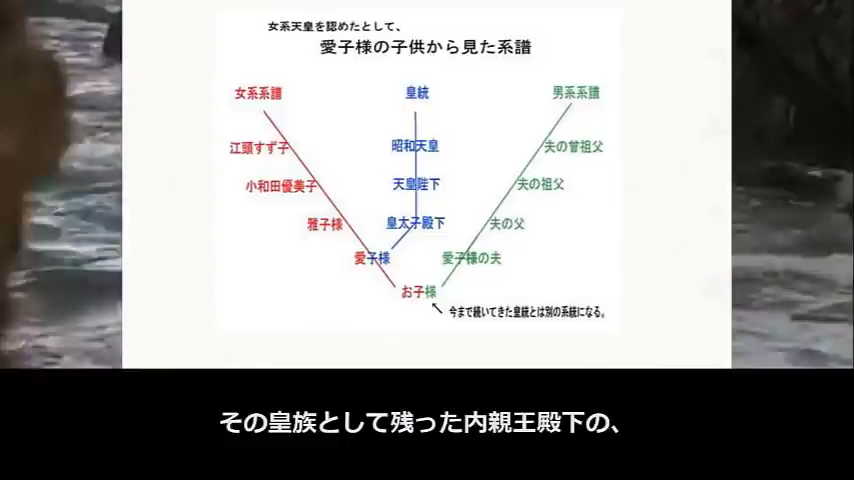 女系天皇を認めたとして、
愛子様の子供から見た系譜
女系系譜 皇統 男系系譜
江頭すず子 昭和天皇 夫の曾祖父
小和田優美子 天皇陛下 夫の祖父
雅子様 皇太子殿下 夫の父
愛子様 愛子様の夫
お子様
今まで続いてきた皇統とは別の系統になる。
その皇族として残った内親王殿下の、